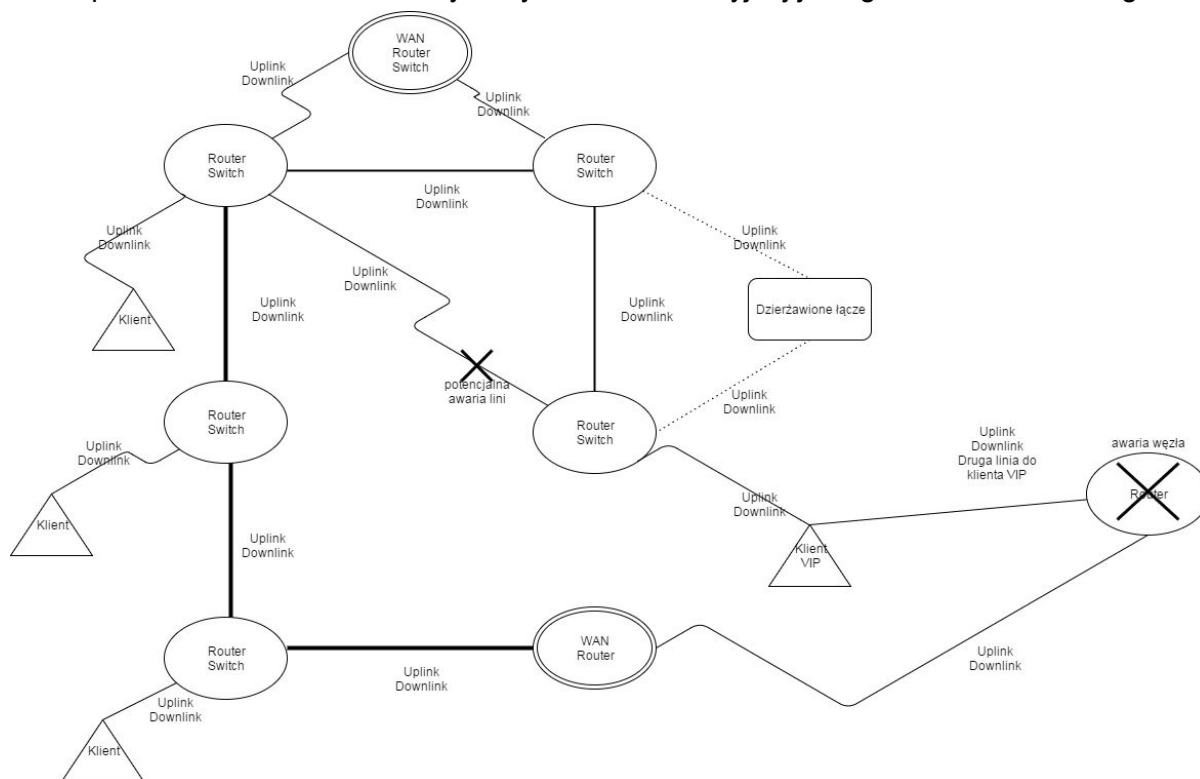 WAN
Router
Switch
Uplink
Downlink
Uplink
Downlink
Router
Switch
Router
Switch
Uplink
Downlink
Uplink
Downlink
Uplink
Downlink
Uplink
Downlink
Klient
Uplink
Downlink
Uplink
Downlink
Dzierżawione łącze
potencjalna
awaria lini
Uplink
Downlink
Router
Switch
Router
Switch
Uplink
Downlink
Uplink
Downlink
Druga linia do
klienta VIP
awaria węzła
Router
Uplink
Downlink
Klient
Uplink
Downlink
Klient
VIP
Router
Switch
WAN
Router
Uplink
Downlink
Uplink
Downlink
Uplink
Downlink
Klient